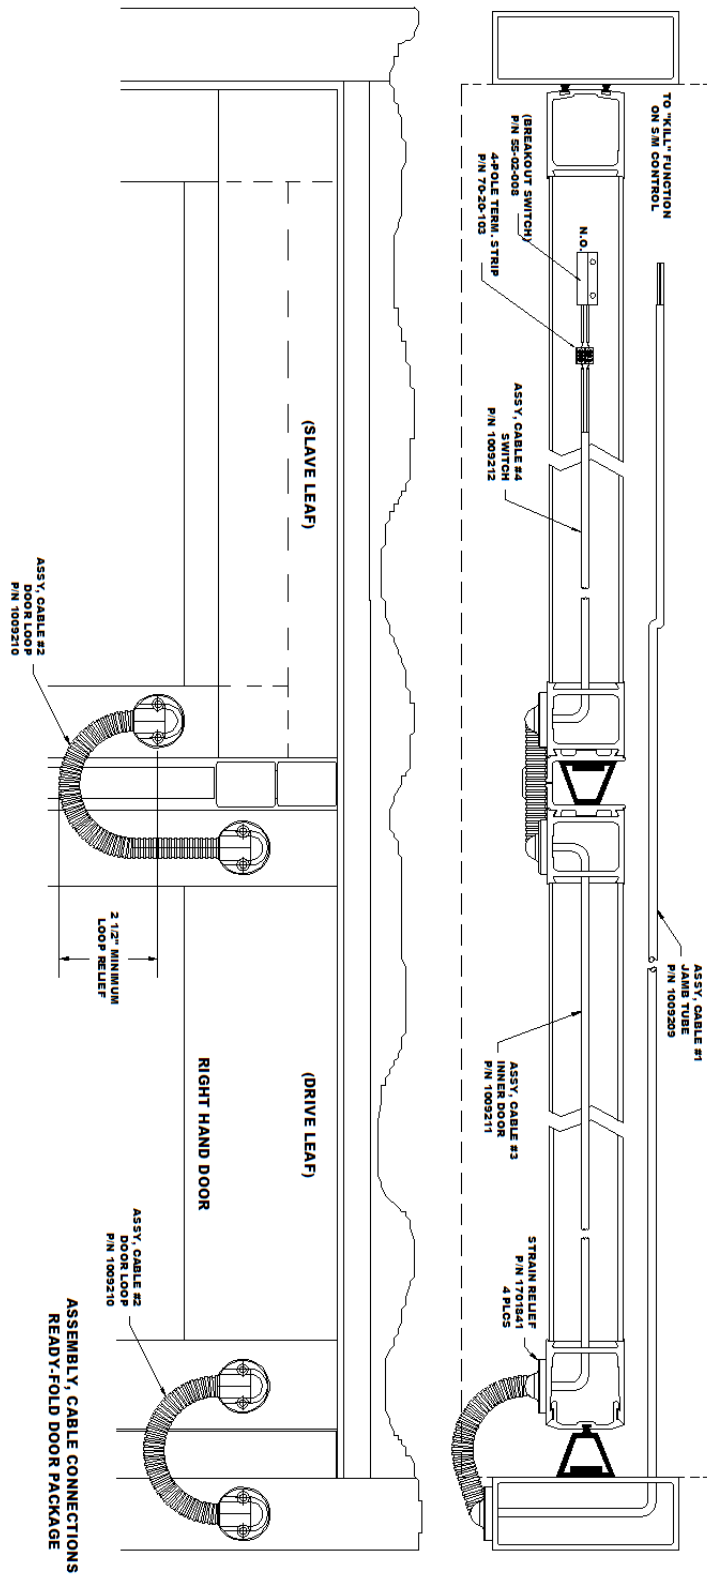 TO "KILL" FUNCTION
ON S/M CONTROL
(BREAKOUT SWITCH)
P/N 55-02-008
4-POLE TERM. STRIP
P/N 70-20-103
N.O.
ASSY, CABLE #4
SWITCH
P/N 1009212
ASSY, CABLE #1
JAMB TUBE
P/N 1009209
ASSY, CABLE #3
INNER DOOR
P/N 1009211
STRAIN RELIEF
P/N 1701841
4 PLCS
(SLAVE LEAF)
(DRIVE LEAF)
ASSY, CABLE #2
DOOR LOOP
P/N 1009210
2 1/2" MINIMUM
LOOP RELIEF
RIGHT HAND DOOR
ASSY, CABLE #2
DOOR LOOP
P/N 1009210
ASSEMBLY, CABLE CONNECTIONS
READY-FOLD DOOR PACKAGE